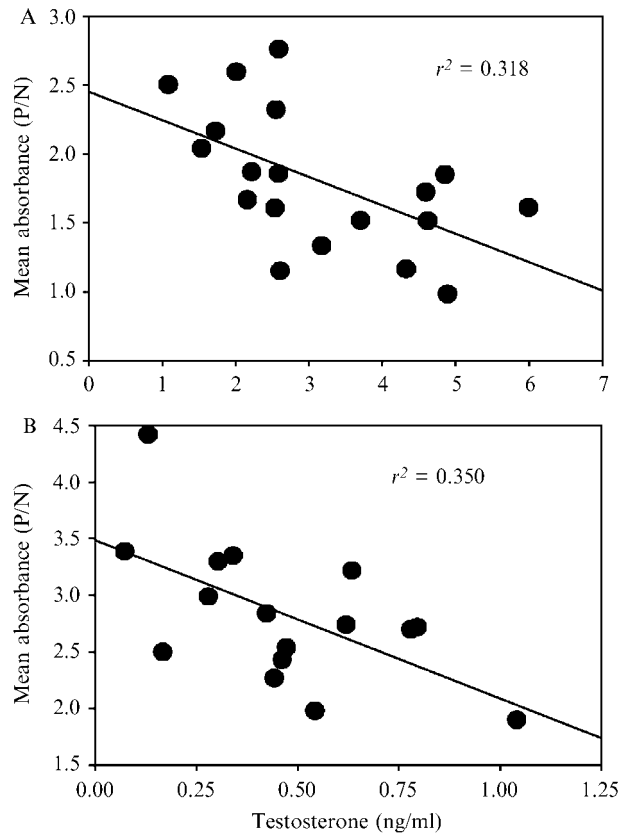 A
3.0
2.5
2.0
1.5
1.0
0.5
Mean absorbance (P/N)
r² = 0.318
0 1 2 3 4 5 6 7
B
4.5
4.0
3.5
3.0
2.5
2.0
1.5
Mean absorbance (P/N)
r² = 0.350
0.00 0.25 0.50 0.75 1.00 1.25
Testosterone (ng/ml)